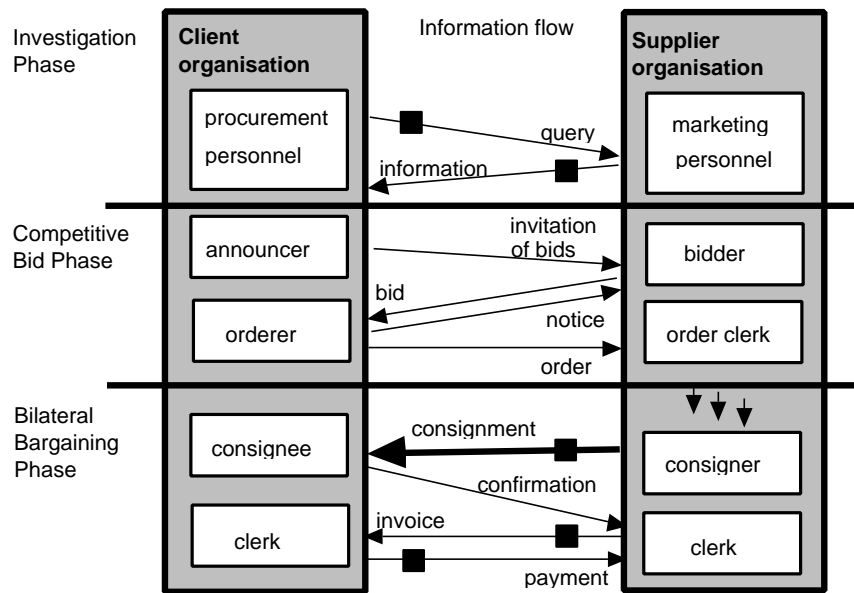 Investigation
Phase
Client
organisation
Information flow
Supplier
organisation
procurement
personnel
query
information
marketing
personnel
Competitive
Bid Phase
announcer
invitation
of bids
bidder
bid
orderer
notice
order clerk
order
Bilateral
Bargaining
Phase
consignee
consignment
consigner
confirmation
clerk
invoice
clerk
payment